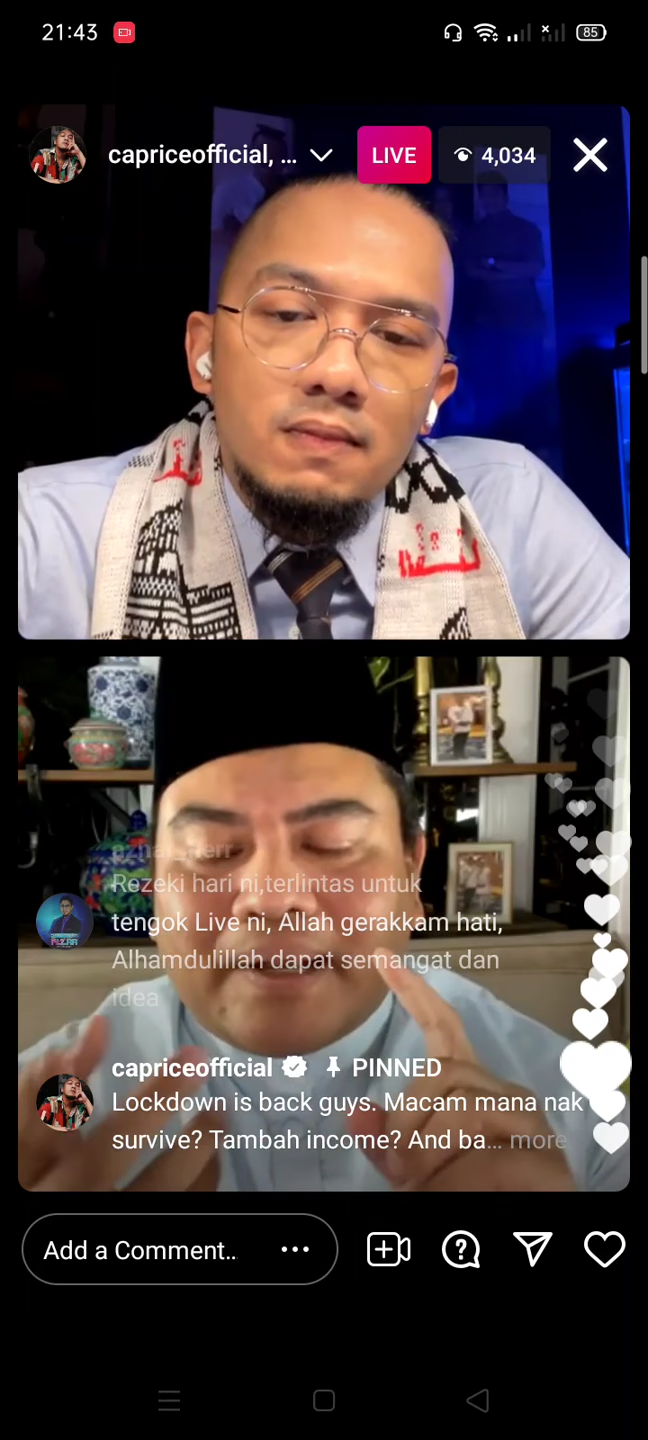 21:43
85
capriceofficial, ...
LIVE
4,034
Rezeki hari ni,terlintas untuk
tengok Live ni, Allah gerakkam hati,
Alhamdulillah dapat semangat dan
idea
capriceofficial PINNED
Lockdown is back guys. Macam mana nak
survive? Tambah income? And ba... more
Add a Comment..